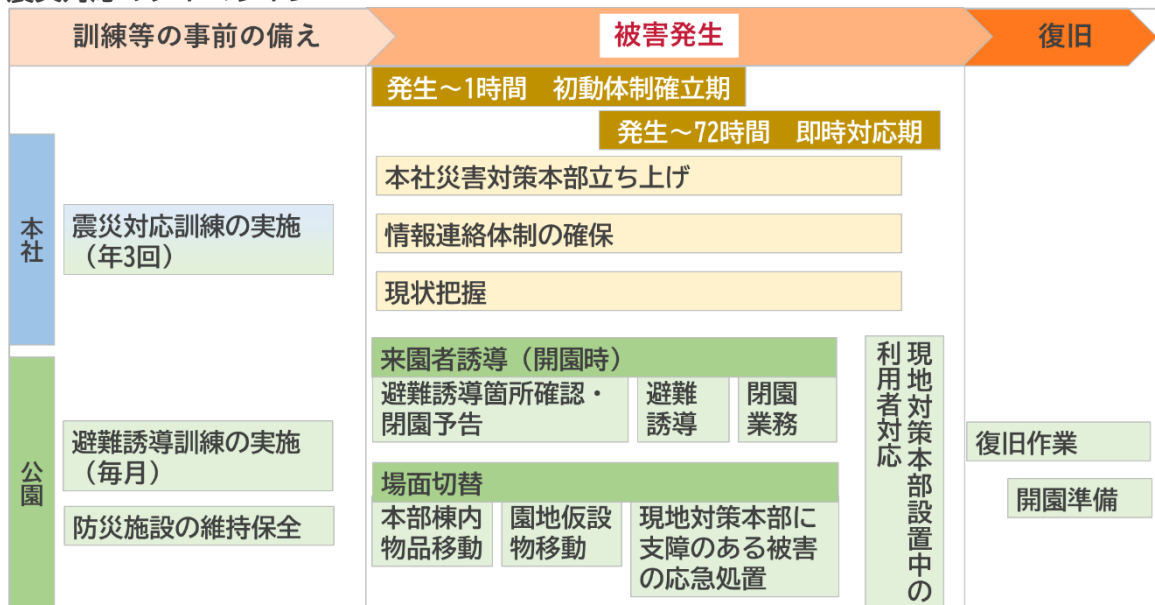 訓練等の事前の備え
被害発生
復旧
発生～1時間　初動体制確立期
発生～72時間　即時対応期
本社
震災対応訓練の実施
（年3回）
本社災害対策本部立ち上げ
情報連絡体制の確保
現状把握
公園
避難誘導訓練の実施
（毎月）
防災施設の維持保全
来園者誘導（開園時）
避難誘導箇所確認・
閉園予告
避難
誘導
閉園
業務
場面切替
本部棟内
物品移動
園地仮設
物移動
現地対策本部に
支障のある被害
の応急処置
現地対策本部設置中の
利用者対応
復旧作業
開園準備